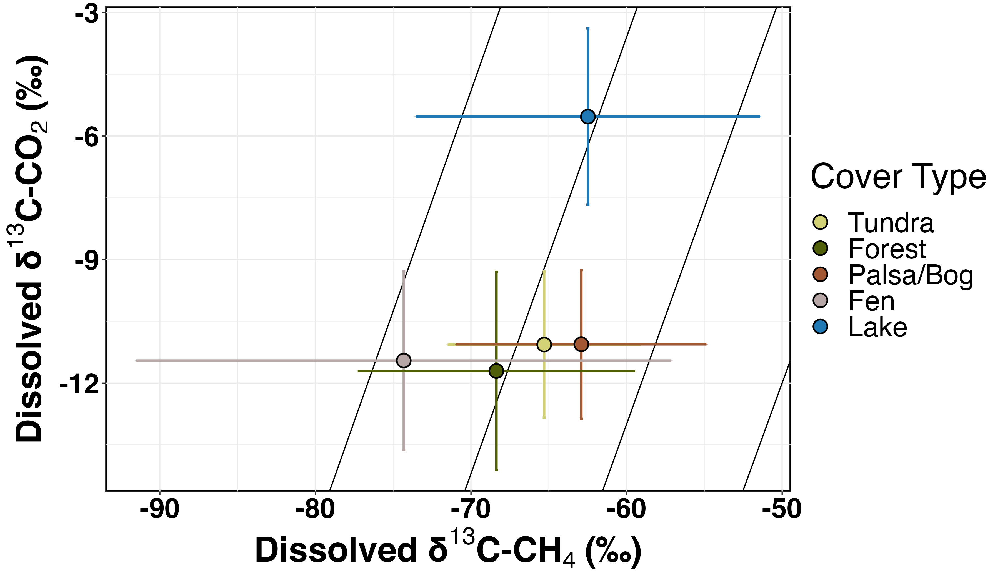 Dissolved δ¹³C-CO₂ (‰)
-3
-6
-9
-12
-90
-80
-70
-60
-50
Dissolved δ¹³C-CH₄ (‰)
Cover Type
Tundra
Forest
Palsa/Bog
Fen
Lake